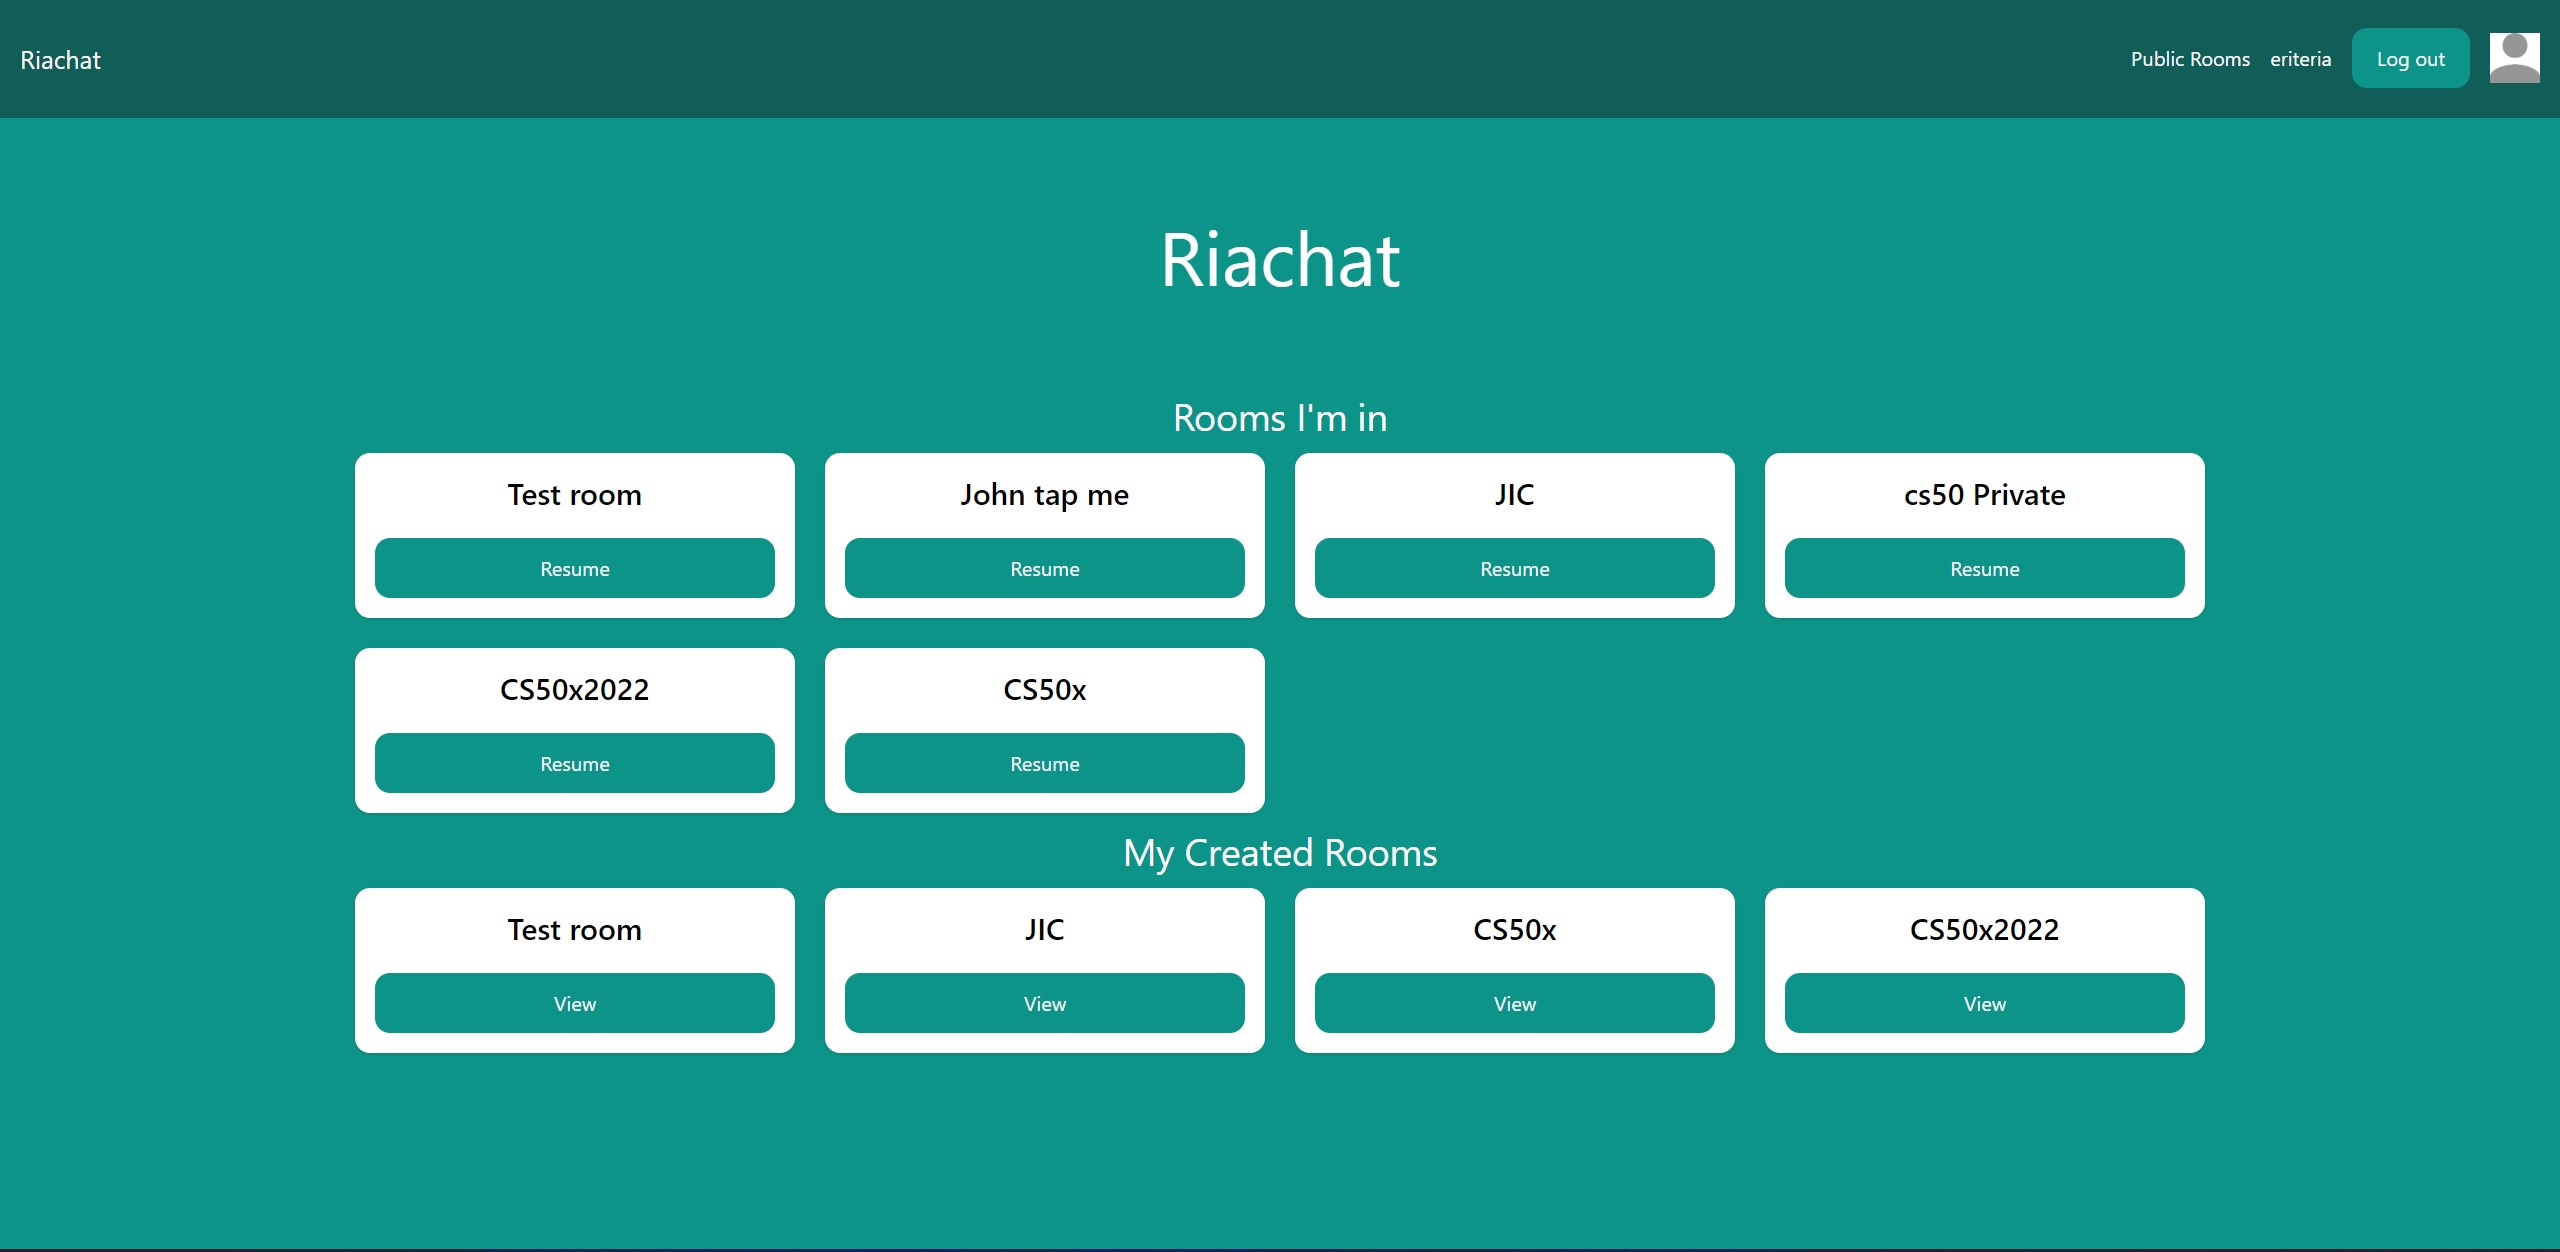 Riachat
Public Rooms eriteria Log out
Riachat
Rooms I'm in
Test room
John tap me
JIC
cs50 Private
Resume
Resume
Resume
Resume
CS50x2022
CS50x
Resume
Resume
My Created Rooms
Test room
JIC
CS50x
CS50x2022
View
View
View
View